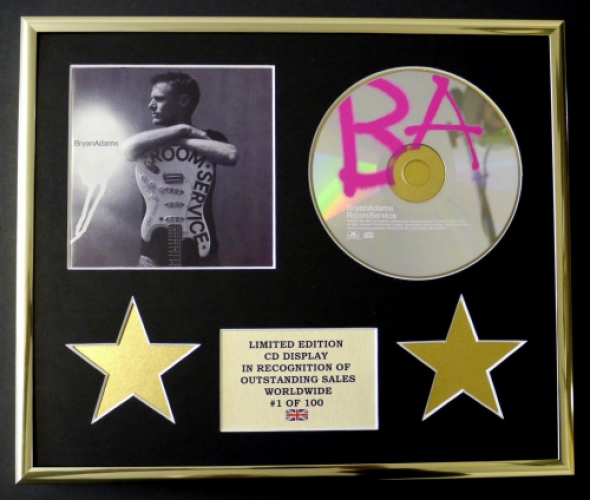 BryanAdams
ROOM·SERVICE·
BA
BryanAdams
RoomService
LIMITED EDITION
CD DISPLAY
IN RECOGNITION OF
OUTSTANDING SALES
WORLDWIDE
#1 OF 100